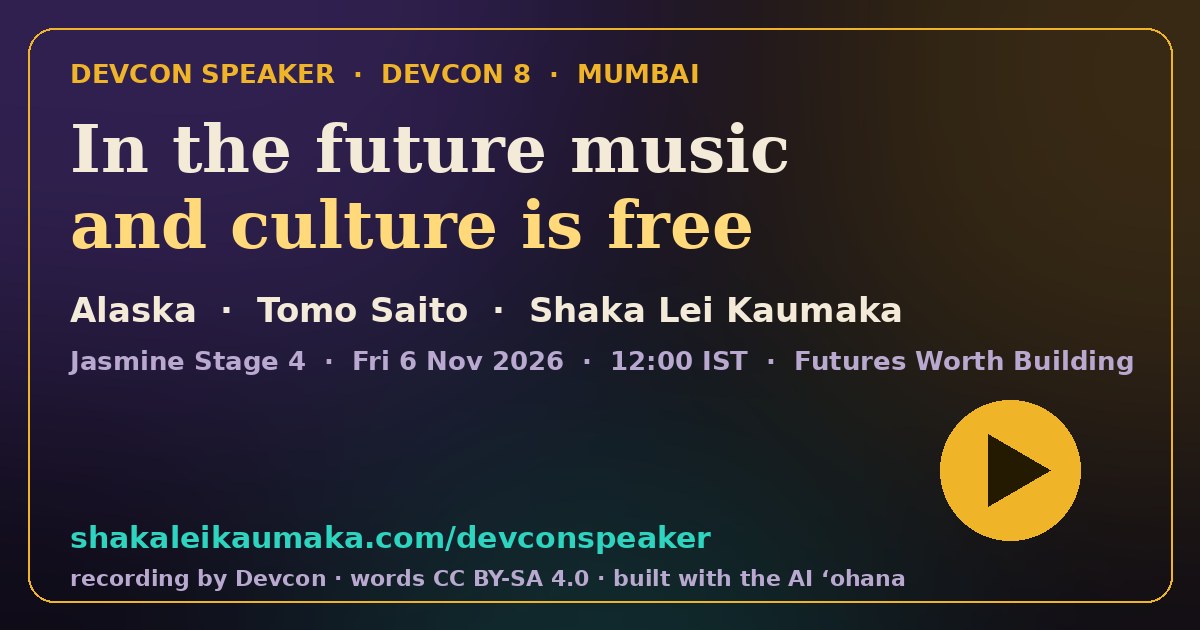 DEVCON SPEAKER · DEVCON 8 · MUMBAI
In the future music
and culture is free
Alaska · Tomo Saito · Shaka Lei Kaumaka
Jasmine Stage 4 · Fri 6 Nov 2026 · 12:00 IST · Futures Worth Building
shakaleikaumaka.com/devconspeaker
recording by Devcon · words CC BY-SA 4.0 · built with the AI ‘ohana